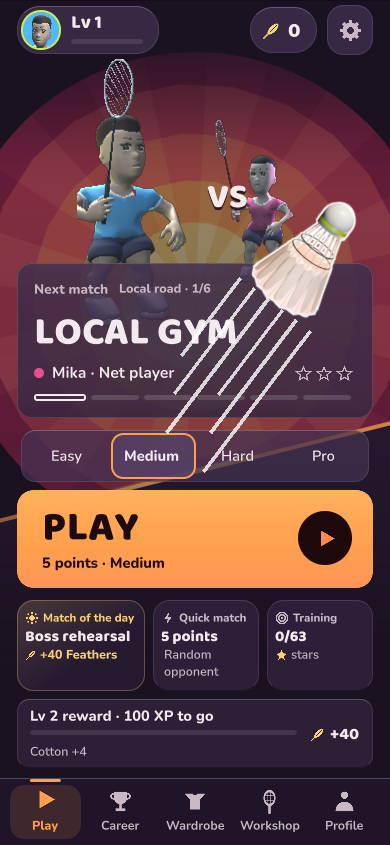 Lv 1
0
VS
Next match Local road · 1/6
LOCAL GYM
Mika · Net player
Easy Medium Hard Pro
PLAY
5 points · Medium
Match of the day
Boss rehearsal
+40 Feathers
Quick match
5 points
Random
opponent
Training
0/63
stars
Lv 2 reward · 100 XP to go
+40
Cotton +4
Play Career Wardrobe Workshop Profile